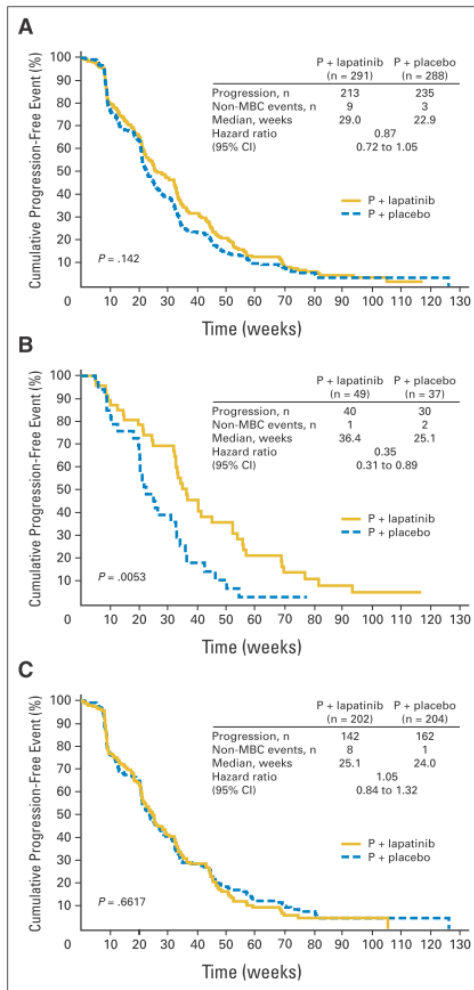 A
Cumulative Progression-Free Event (%)
100
90
80
70
60
50
40
30
20
10
P + lapatinib P + placebo
(n = 291) (n = 288)
Progression, n 213 235
Non-MBC events, n 9 3
Median, weeks 29.0 22.9
Hazard ratio 0.87
(95% CI) 0.72 to 1.05
P + lapatinib
P + placebo
P = .142
0 10 20 30 40 50 60 70 80 90 100 110 120 130
Time (weeks)
B
Cumulative Progression-Free Event (%)
100
90
80
70
60
50
40
30
20
10
P + lapatinib P + placebo
(n = 49) (n = 37)
Progression, n 40 30
Non-MBC events, n 1 2
Median, weeks 36.4 25.1
Hazard ratio 0.35
(95% CI) 0.31 to 0.89
P + lapatinib
P + placebo
P = .0053
0 10 20 30 40 50 60 70 80 90 100 110 120 130
Time (weeks)
C
Cumulative Progression-Free Event (%)
100
90
80
70
60
50
40
30
20
10
P + lapatinib P + placebo
(n = 202) (n = 204)
Progression, n 142 162
Non-MBC events, n 8 1
Median, weeks 25.1 24.0
Hazard ratio 1.05
(95% CI) 0.84 to 1.32
P + lapatinib
P + placebo
P = .6617
0 10 20 30 40 50 60 70 80 90 100 110 120 130
Time (weeks)